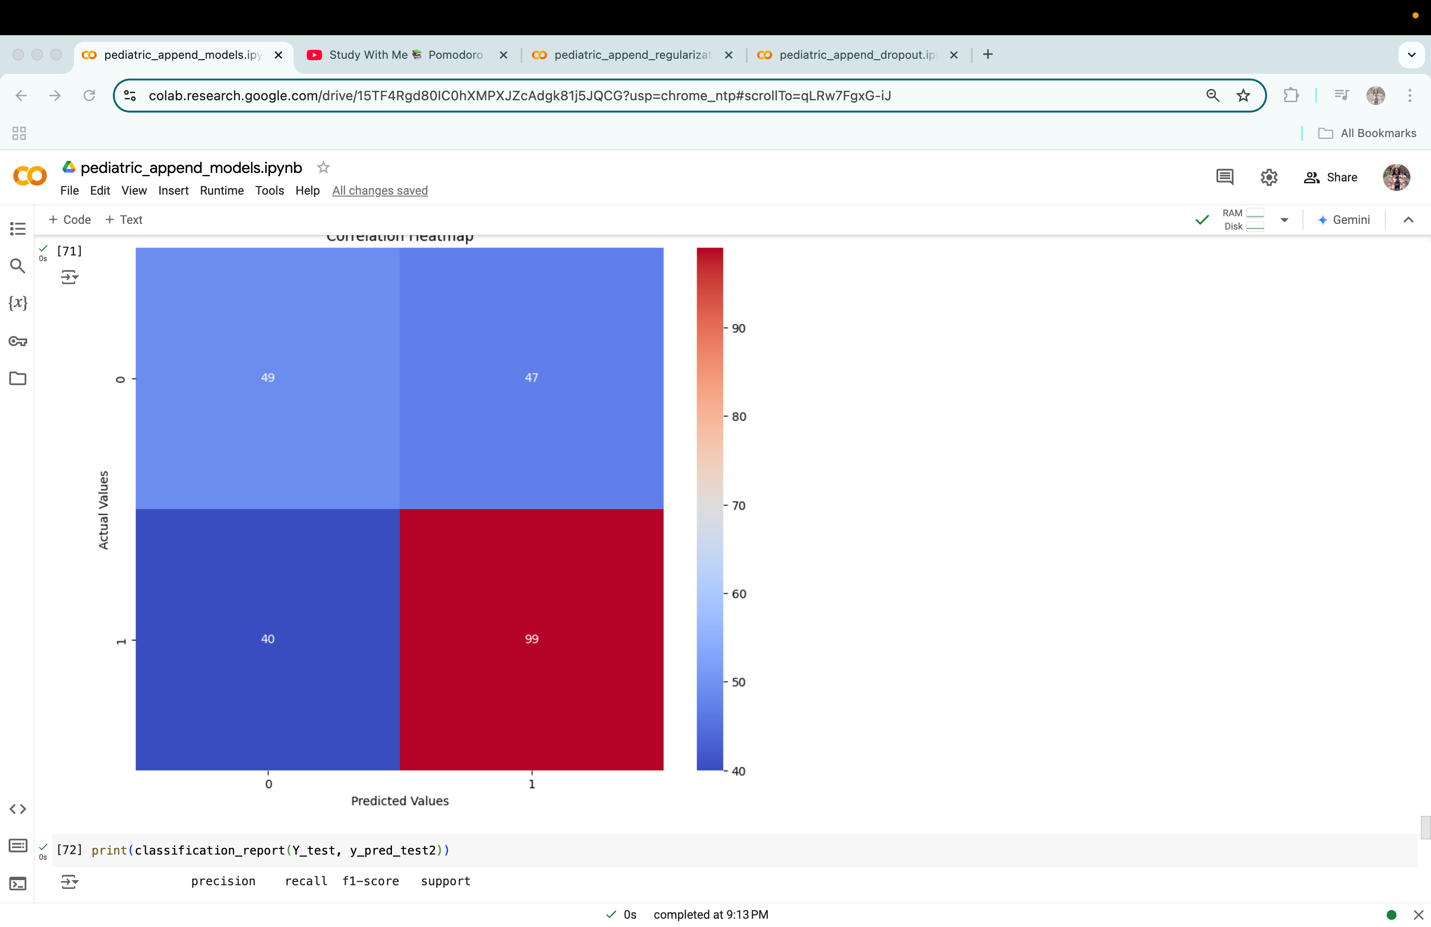 pediatric_append_models.ipy
Study With Me 📚 Pomodoro
pediatric_append_regularizat
pediatric_append_dropout.ip
colab.research.google.com/drive/15TF4Rgd80IC0hXMPXJZcAdgk81j5JQCG?usp=chrome_ntp#scrollTo=qLRw7FgxG-iJ
All Bookmarks
pediatric_append_models.ipynb
File Edit View Insert Runtime Tools Help All changes saved
Share
+ Code + Text
RAM
Disk
Gemini
Correlation Heatmap
[71]
0s
{x}
49 47
40 99
0
1
Actual Values
0 1
Predicted Values
90
80
70
60
50
40
[72] print(classification_report(Y_test, y_pred_test2))
0s
precision recall f1-score support
0s completed at 9:13 PM